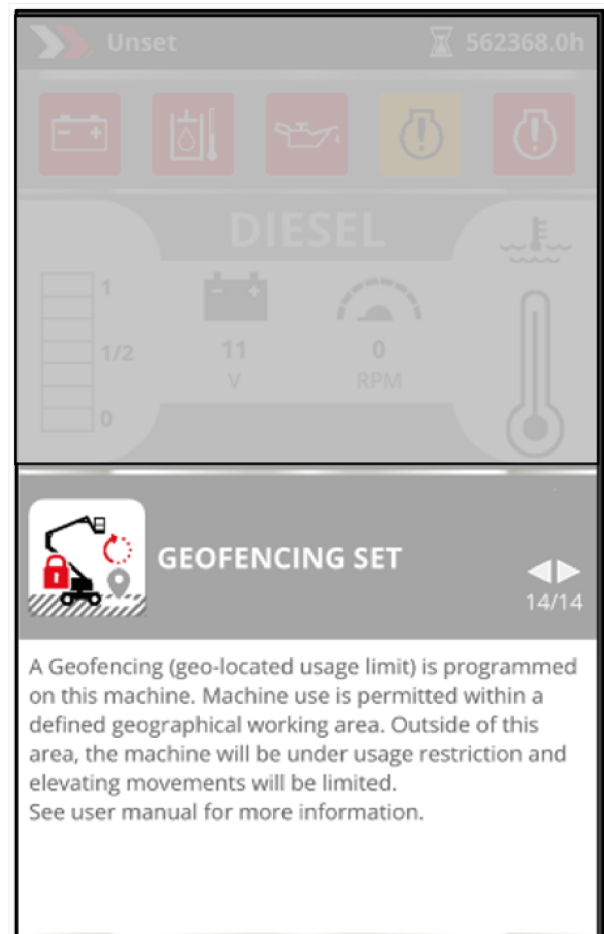 Unset
562368.0h
DIESEL
1
1/2
0
11
V
0
RPM
GEOFENCING SET
14/14
A Geofencing (geo-located usage limit) is programmed
on this machine. Machine use is permitted within a
defined geographical working area. Outside of this
area, the machine will be under usage restriction and
elevating movements will be limited.
See user manual for more information.